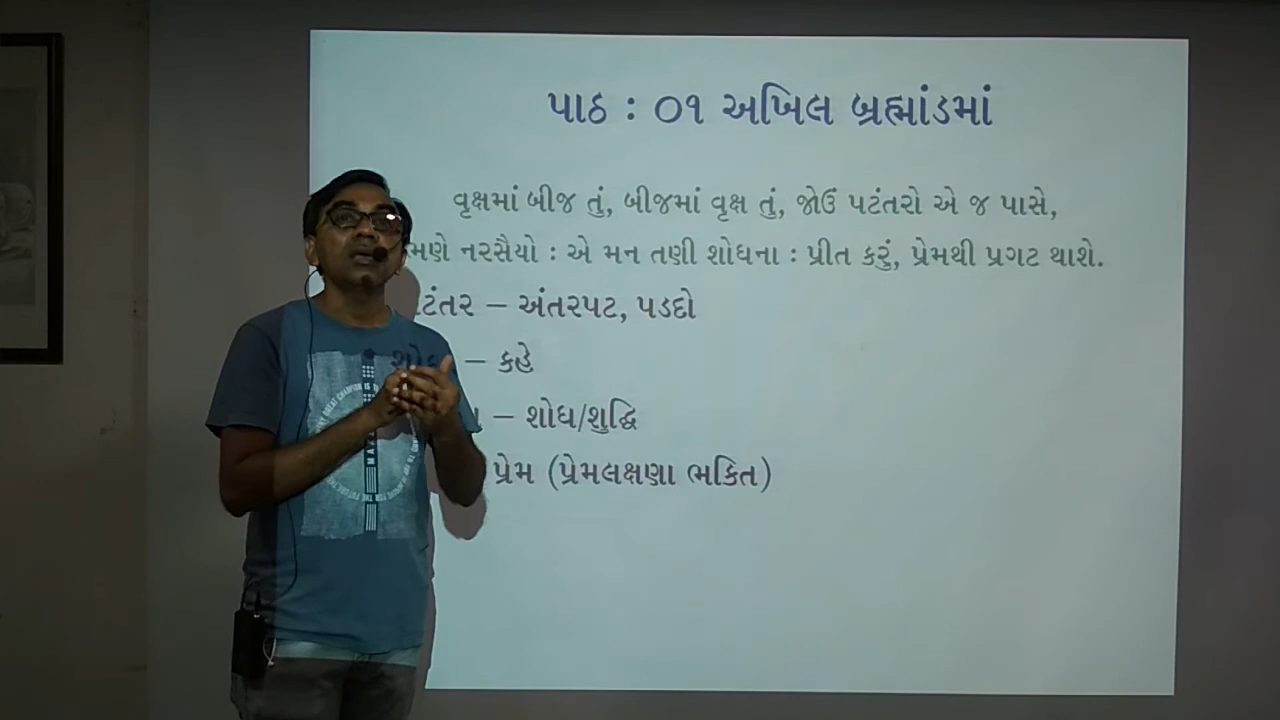 પાઠ : ૦૧ અખિલ બ્રહ્માંડમાં
વૃક્ષમાં બીજ તું, બીજમાં વૃક્ષ તું, જોઉં પટંતરો એ જ પાસે,
નરસૈયો : એ મન તણી શોધના : પ્રીત કરું, પ્રેમથી પ્રગટ થાશે.
– અંતરપટ, પડદો
– કહે
– શોધ/શુદ્ધિ
પ્રેમ (પ્રેમલક્ષણા ભકિત)